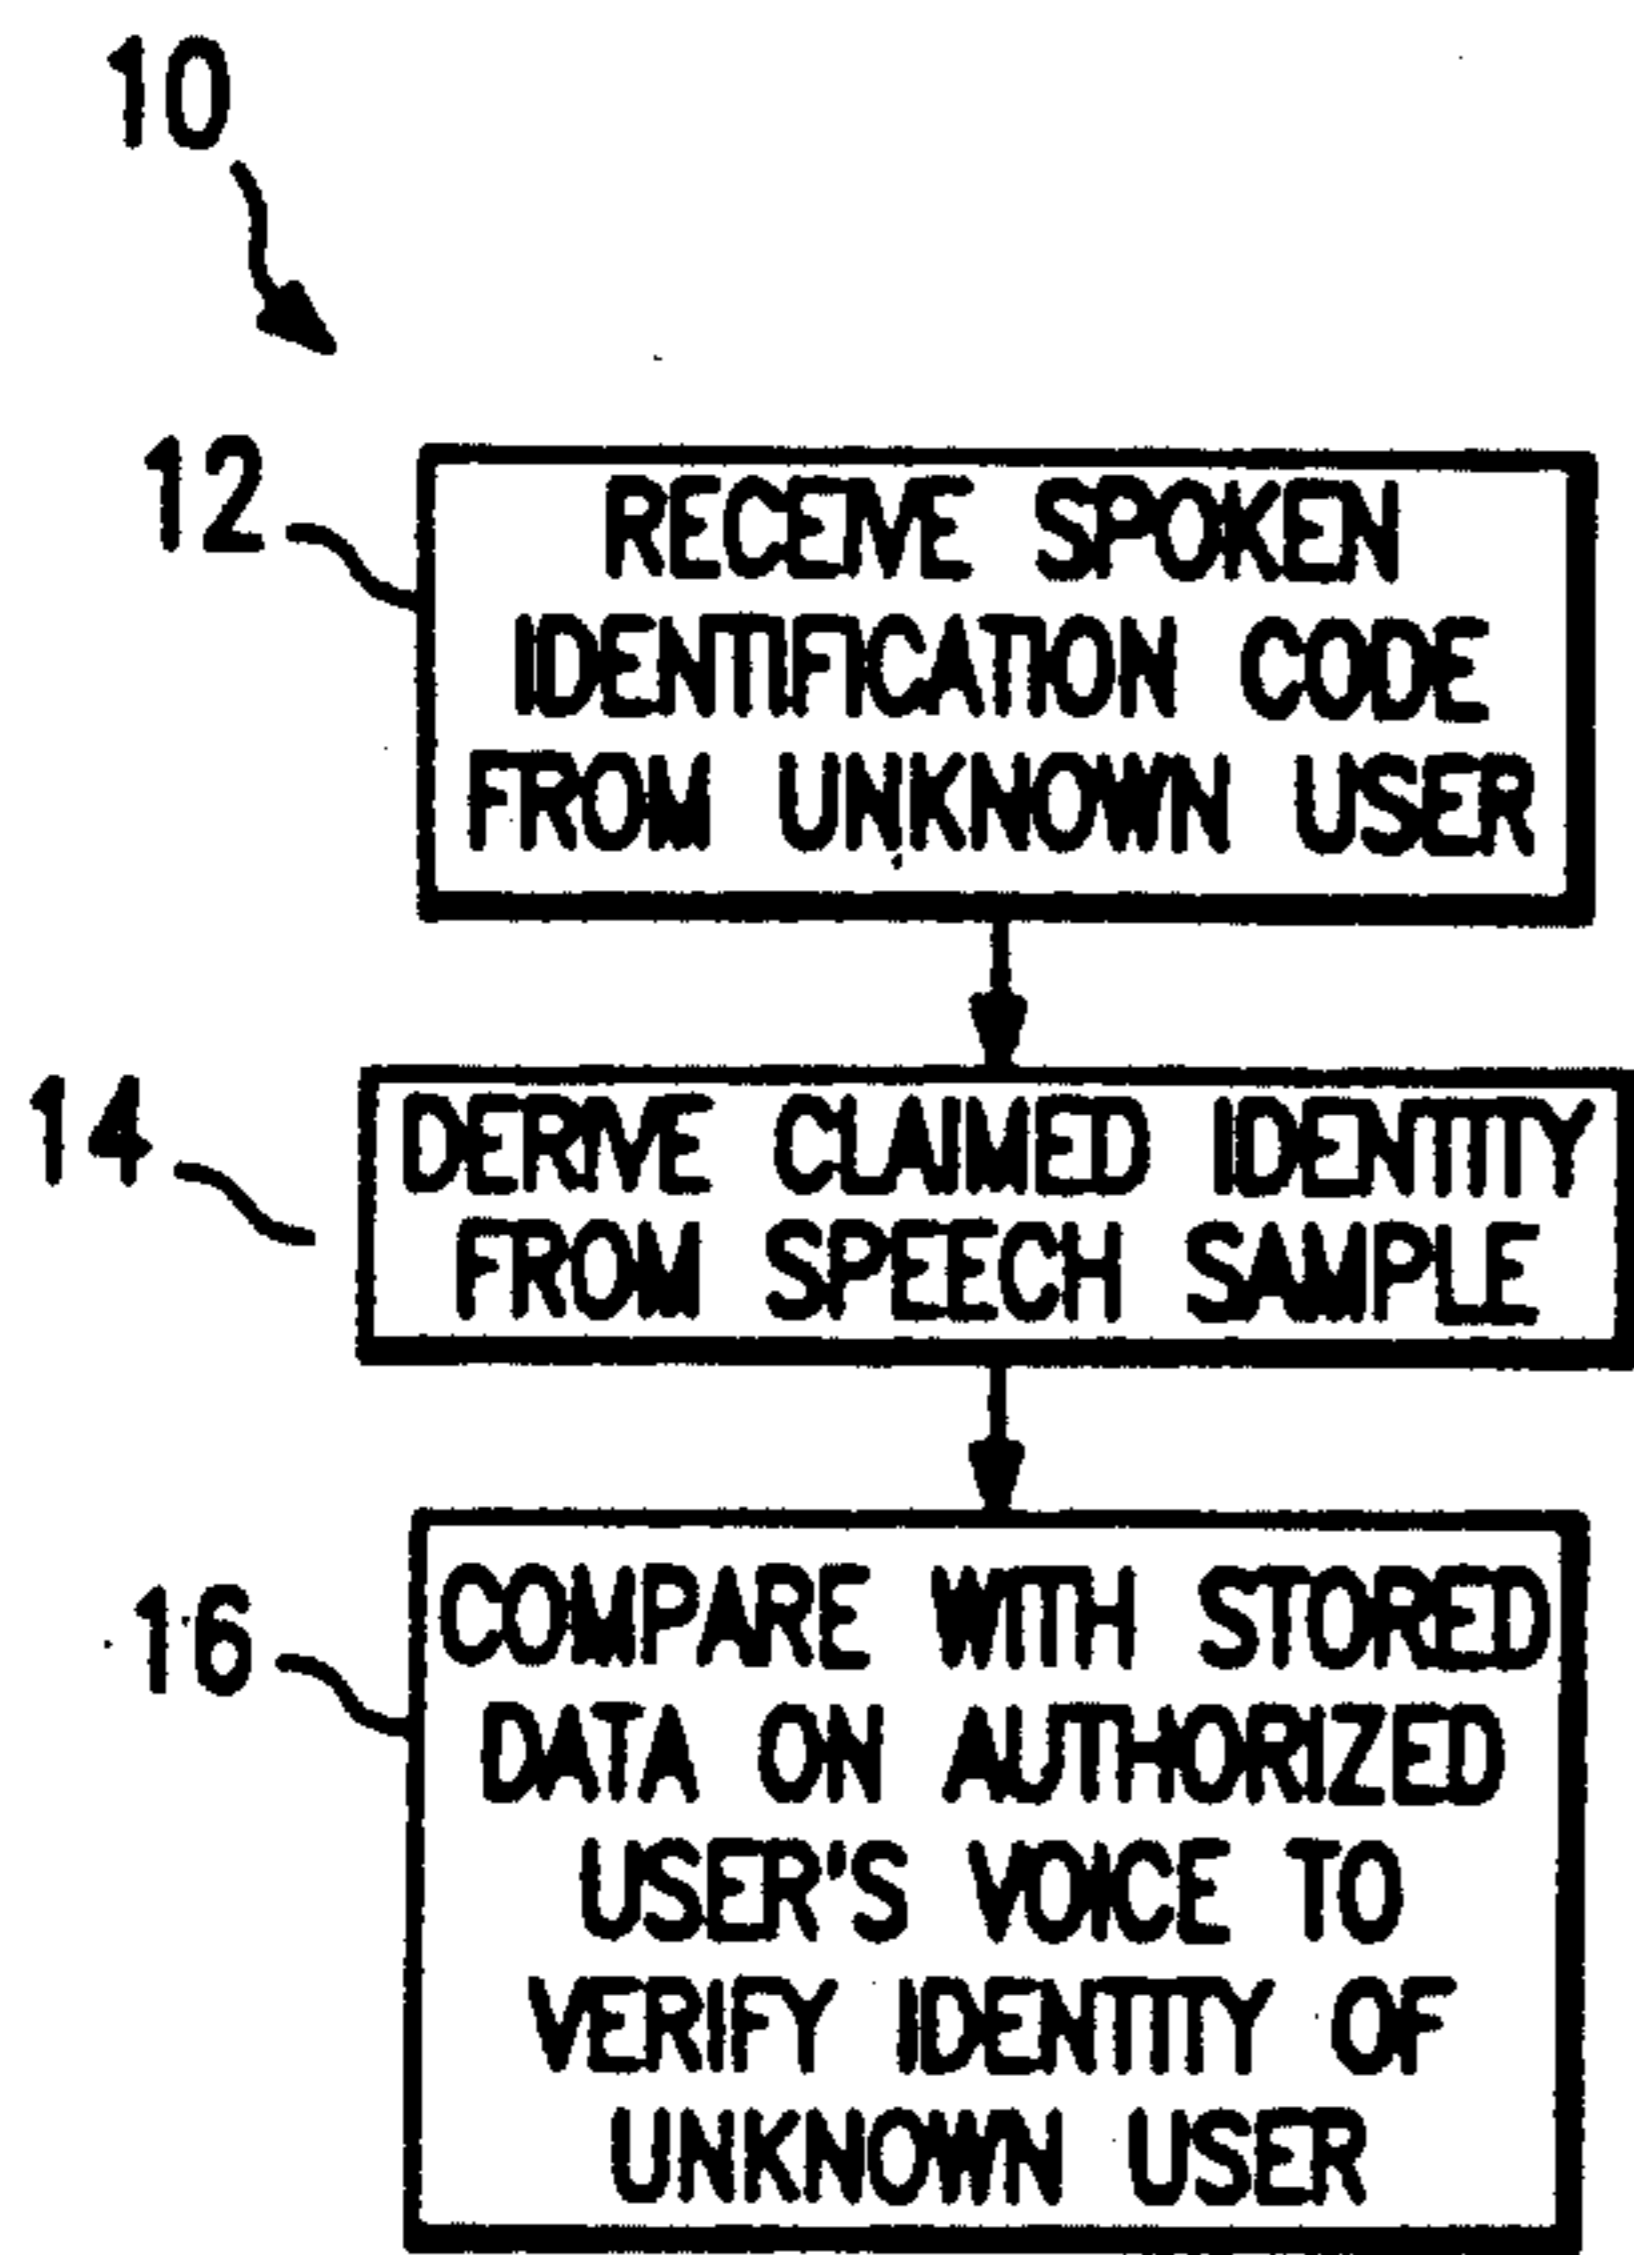 10
12
RECEIVE SPOKEN
IDENTIFICATION CODE
FROM UNKNOWN USER
14
DERIVE CLAIMED IDENTITY
FROM SPEECH SAMPLE
16
COMPARE WITH STORED
DATA ON AUTHORIZED
USER'S VOICE TO
VERIFY IDENTITY OF
UNKNOWN USER